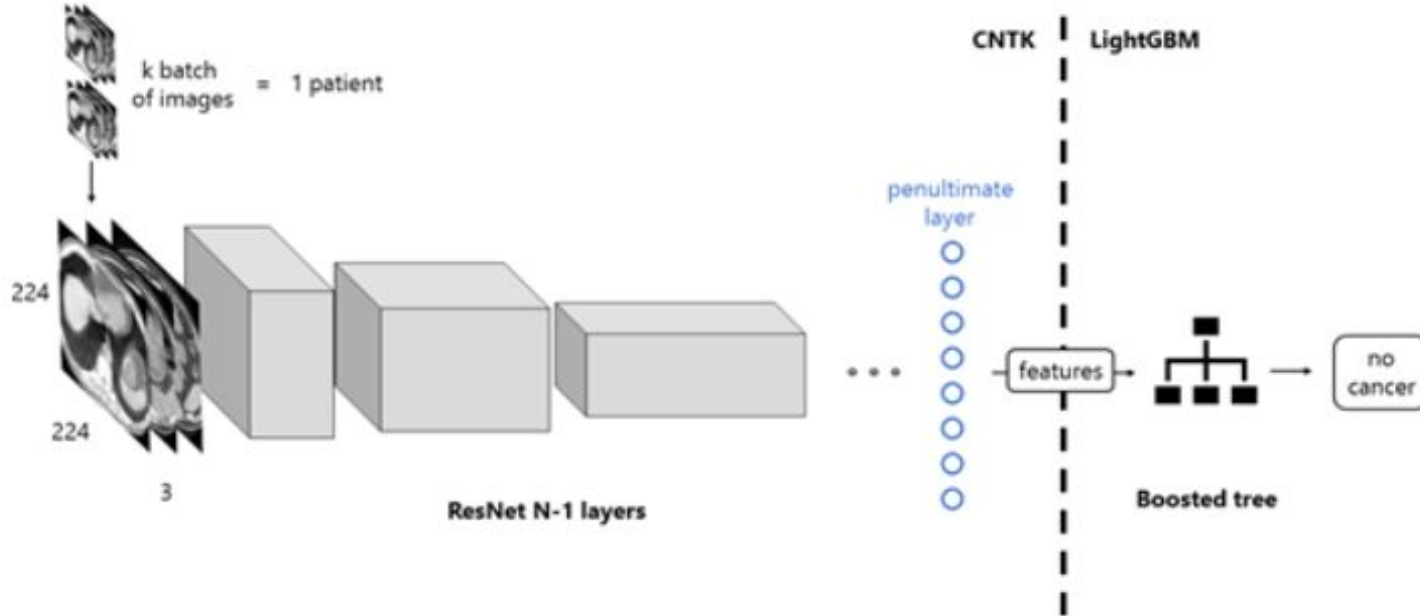 CNTK
LightGBM
k batch
of images
= 1 patient
penultimate
layer
224
224
3
features
no
cancer
ResNet N-1 layers
Boosted tree